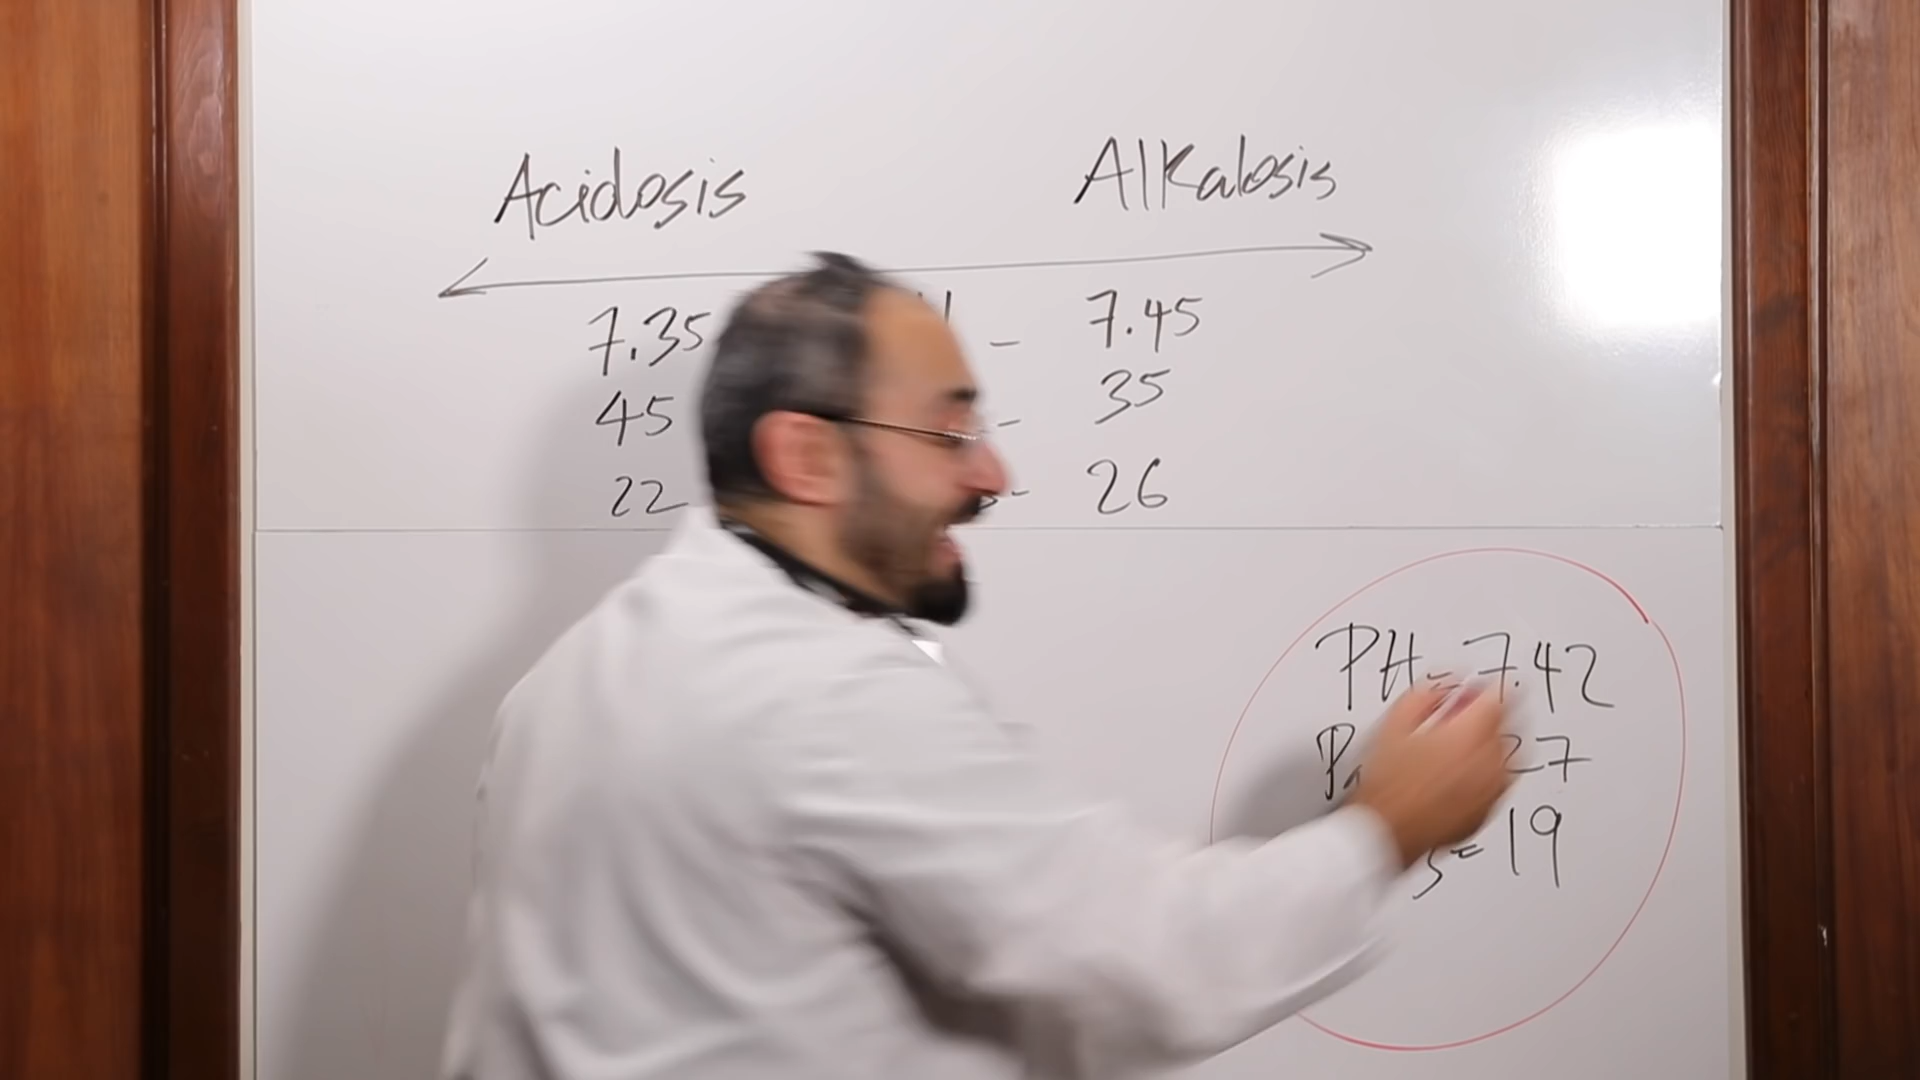 Acidosis Alkalosis
7.35 - 7.45
45 - 35
22 - 26
PH = 7.42
27
= 19